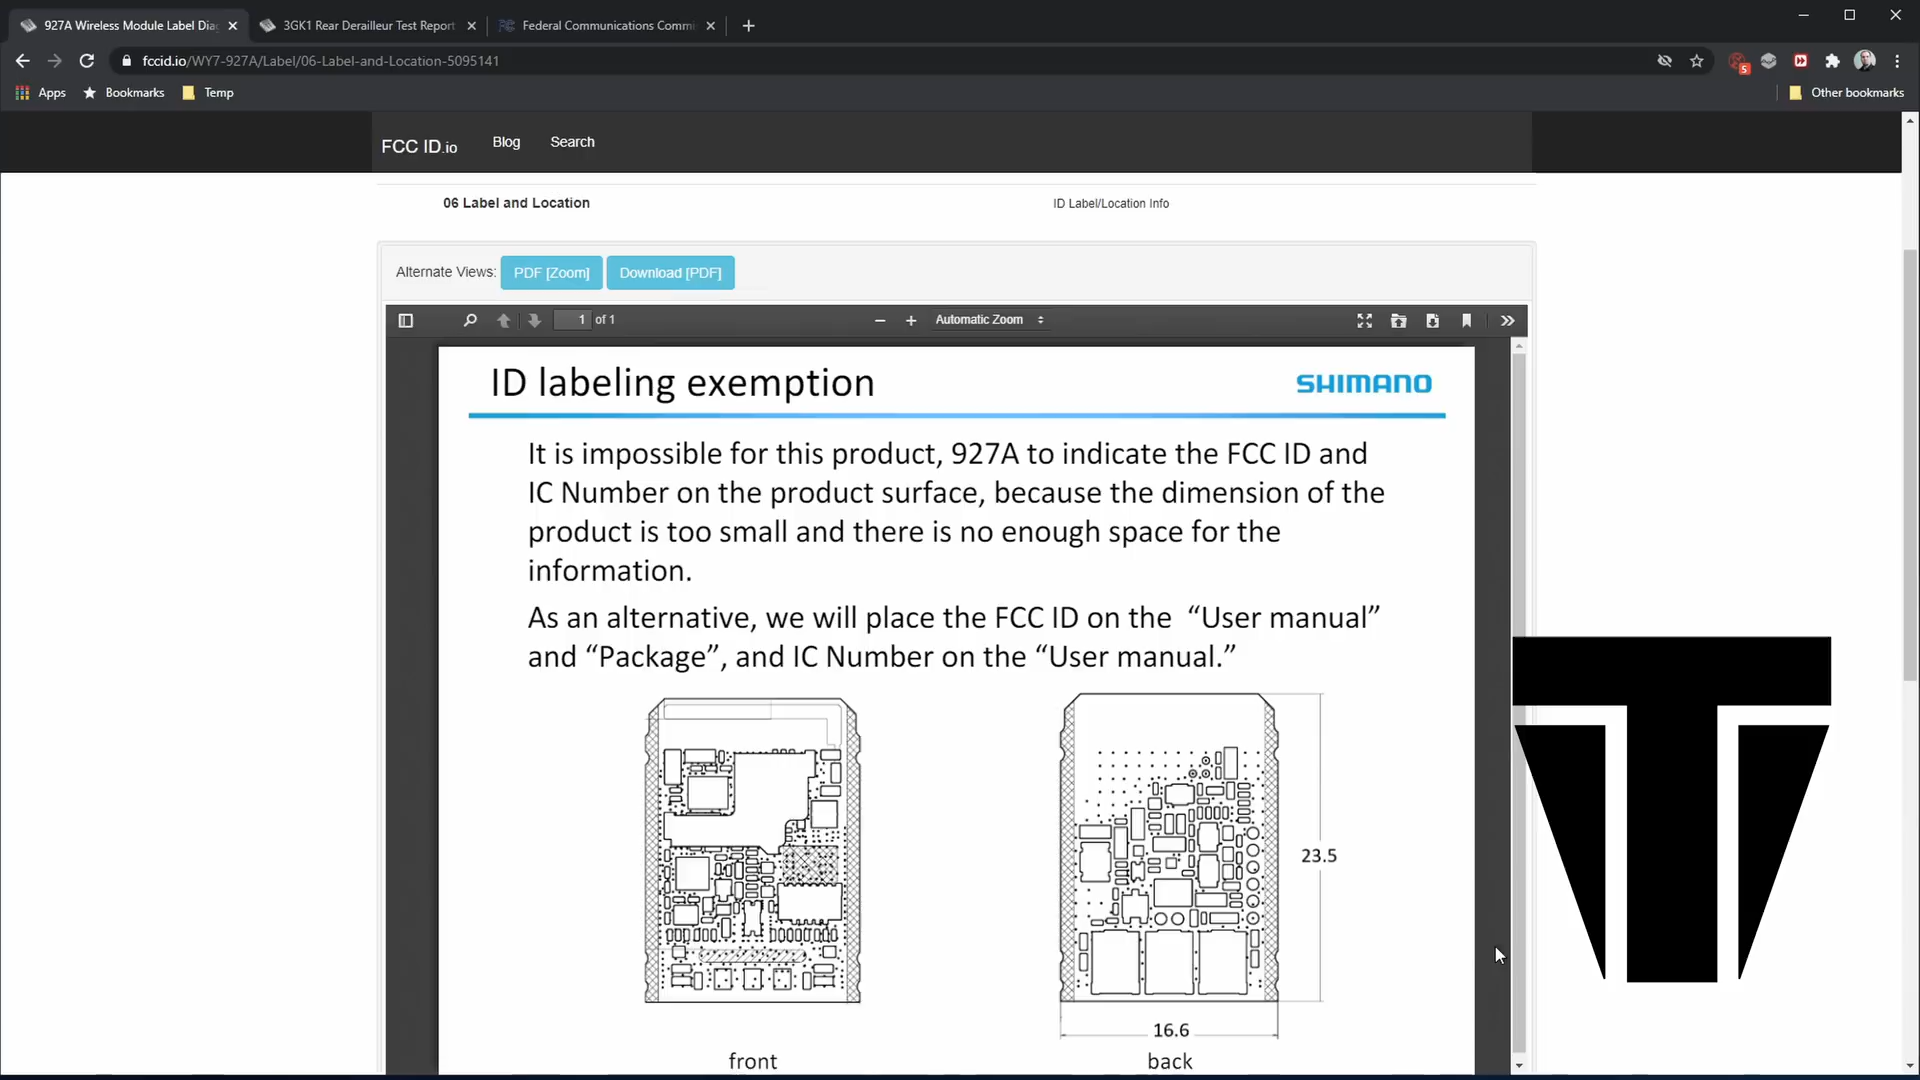 927A Wireless Module Label Dia
3GK1 Rear Derailleur Test Report
Federal Communications Commi
fccid.io/WY7-927A/Label/06-Label-and-Location-5095141
5
Apps
Bookmarks
Temp
Other bookmarks
FCC ID.io
Blog
Search
06 Label and Location
ID Label/Location Info
Alternate Views:
PDF [Zoom]
Download [PDF]
1 of 1
Automatic Zoom
ID labeling exemption
SHIMANO
It is impossible for this product, 927A to indicate the FCC ID and
IC Number on the product surface, because the dimension of the
product is too small and there is no enough space for the
information.
As an alternative, we will place the FCC ID on the “User manual”
and “Package”, and IC Number on the “User manual.”
23.5
16.6
front
back